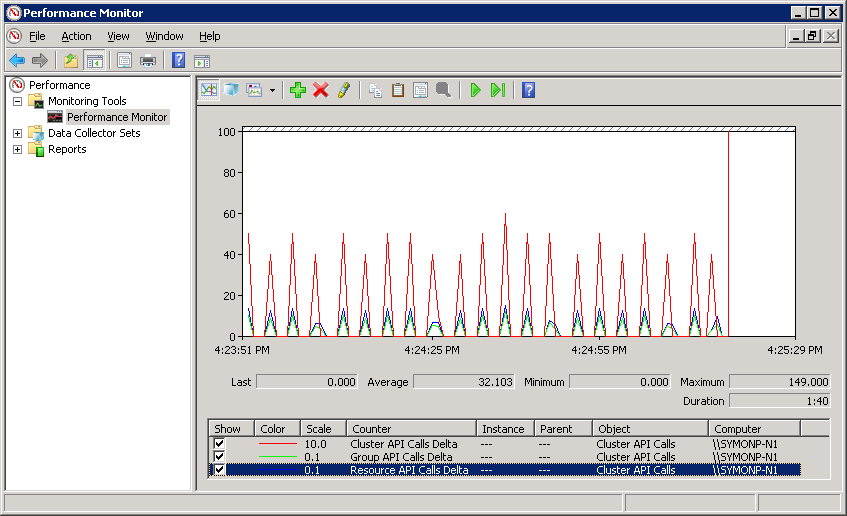 Performance Monitor
File Action View Window Help
Performance
Monitoring Tools
Performance Monitor
Data Collector Sets
Reports
100
80
60
40
20
0
4:23:51 PM 4:24:25 PM 4:24:55 PM 4:25:29 PM
Last 0.000 Average 32.103 Minimum 0.000 Maximum 149.000
Duration 1:40
Show Color Scale Counter Instance Parent Object Computer
10.0 Cluster API Calls Delta --- --- Cluster API Calls \\SYMONP-N1
0.1 Group API Calls Delta --- --- Cluster API Calls \\SYMONP-N1
0.1 Resource API Calls Delta --- --- Cluster API Calls \\SYMONP-N1